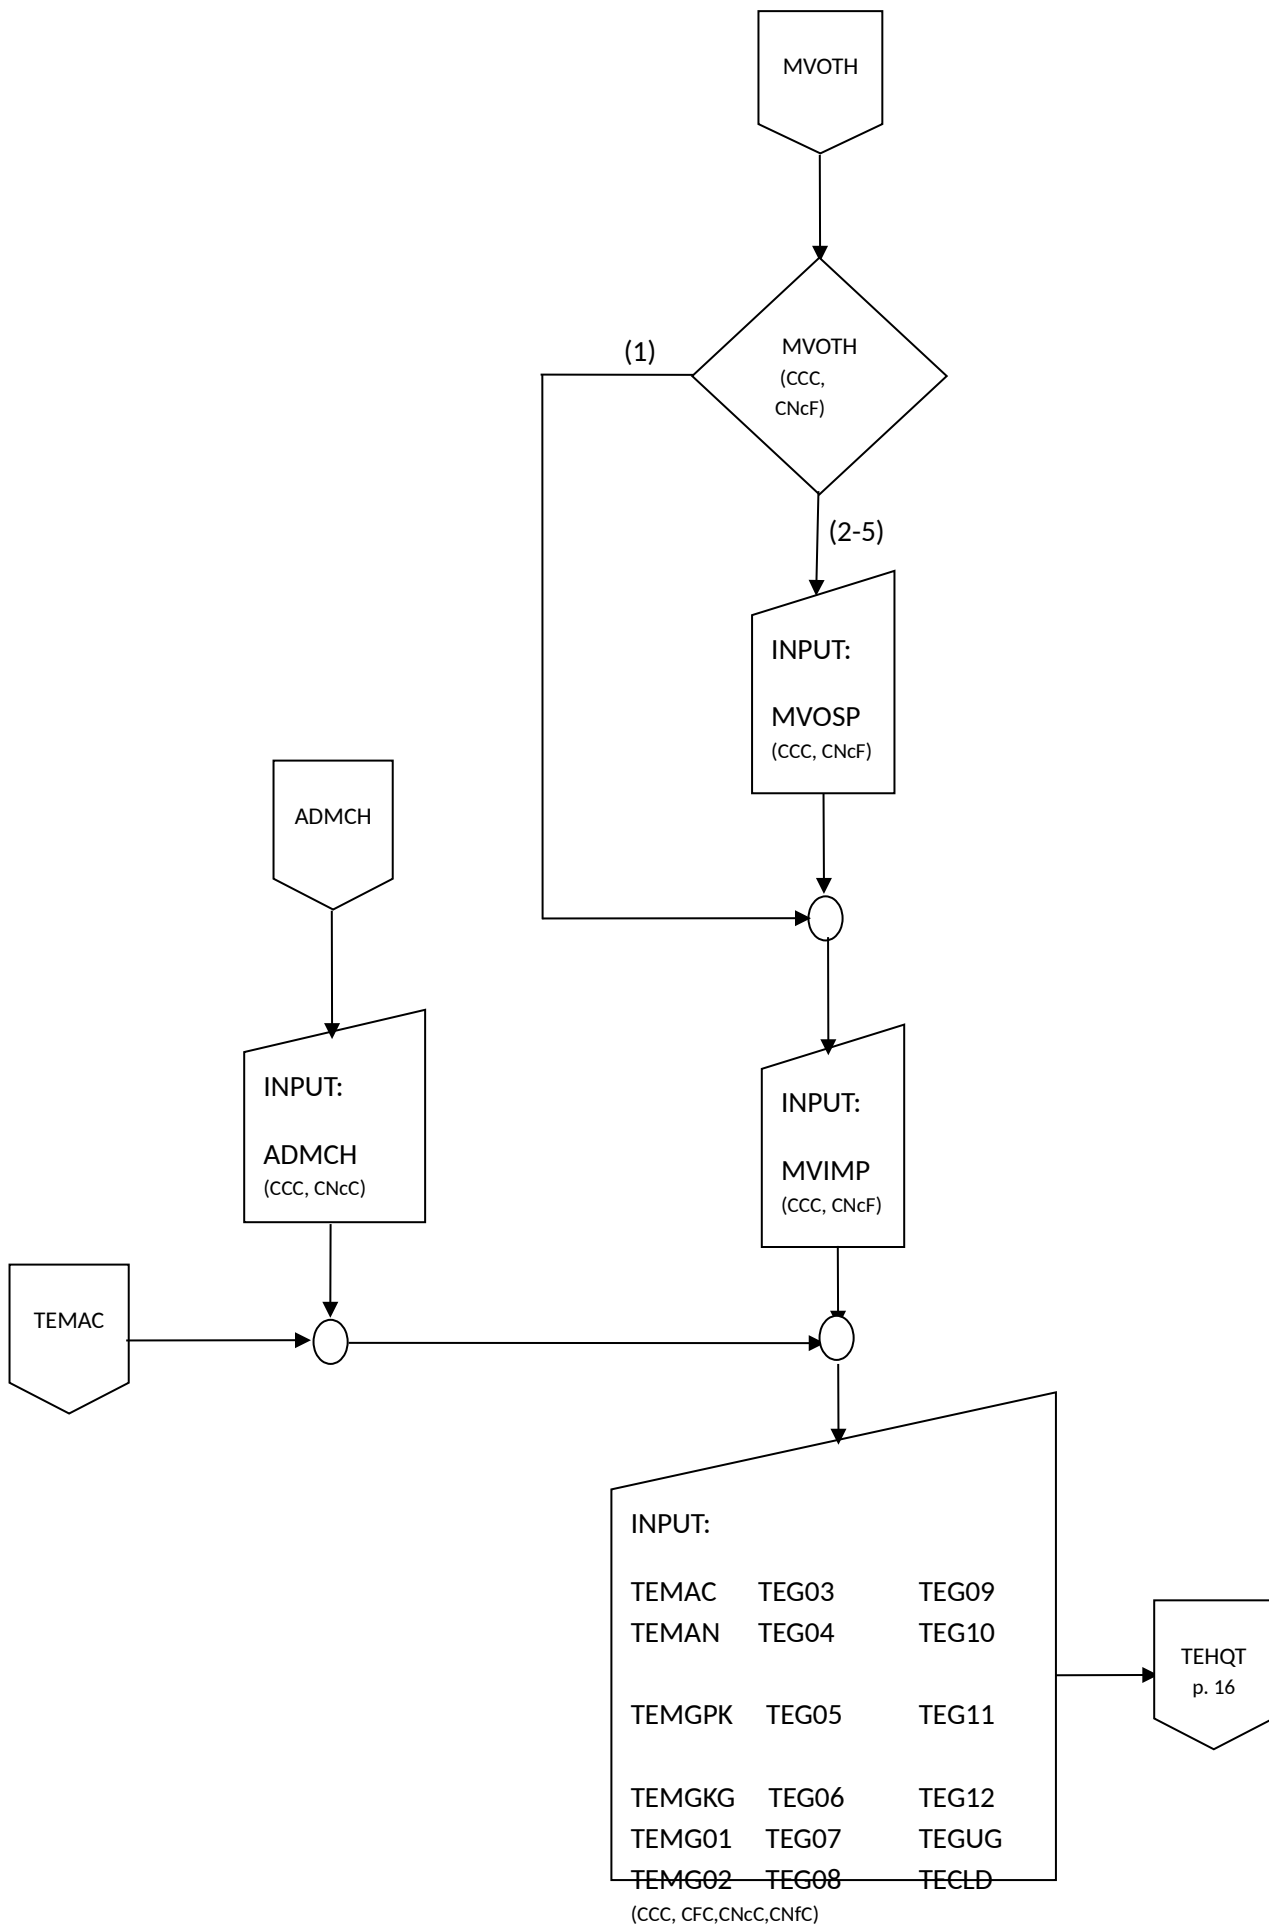 MVOTH
(1)
MVOTH
(CCC,
CNcF)
(2-5)
INPUT:
MVOSP
(CCC, CNcF)
ADMCH
INPUT:
ADMCH
(CCC, CNcC)
INPUT:
MVIMP
(CCC, CNcF)
TEMAC
INPUT:
TEMAC TEG03 TEG09
TEMAN TEG04 TEG10
TEMGPK TEG05 TEG11
TEMGKG TEG06 TEG12
TEMG01 TEG07 TEGUG
TEMG02 TEG08 TECLD
(CCC, CFC,CNcC,CNfC)
TEHQT
p. 16